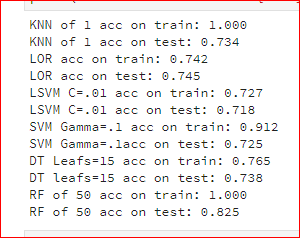 KNN of 1 acc on train: 1.000
KNN of 1 acc on test: 0.734
LOR acc on train: 0.742
LOR acc on test: 0.745
LSVM C=.01 acc on train: 0.727
LSVM C=.01 acc on test: 0.718
SVM Gamma=.1 acc on train: 0.912
SVM Gamma=.1acc on test: 0.725
DT Leafs=15 acc on train: 0.765
DT leafs=15 acc on test: 0.738
RF of 50 acc on train: 1.000
RF of 50 acc on test: 0.825